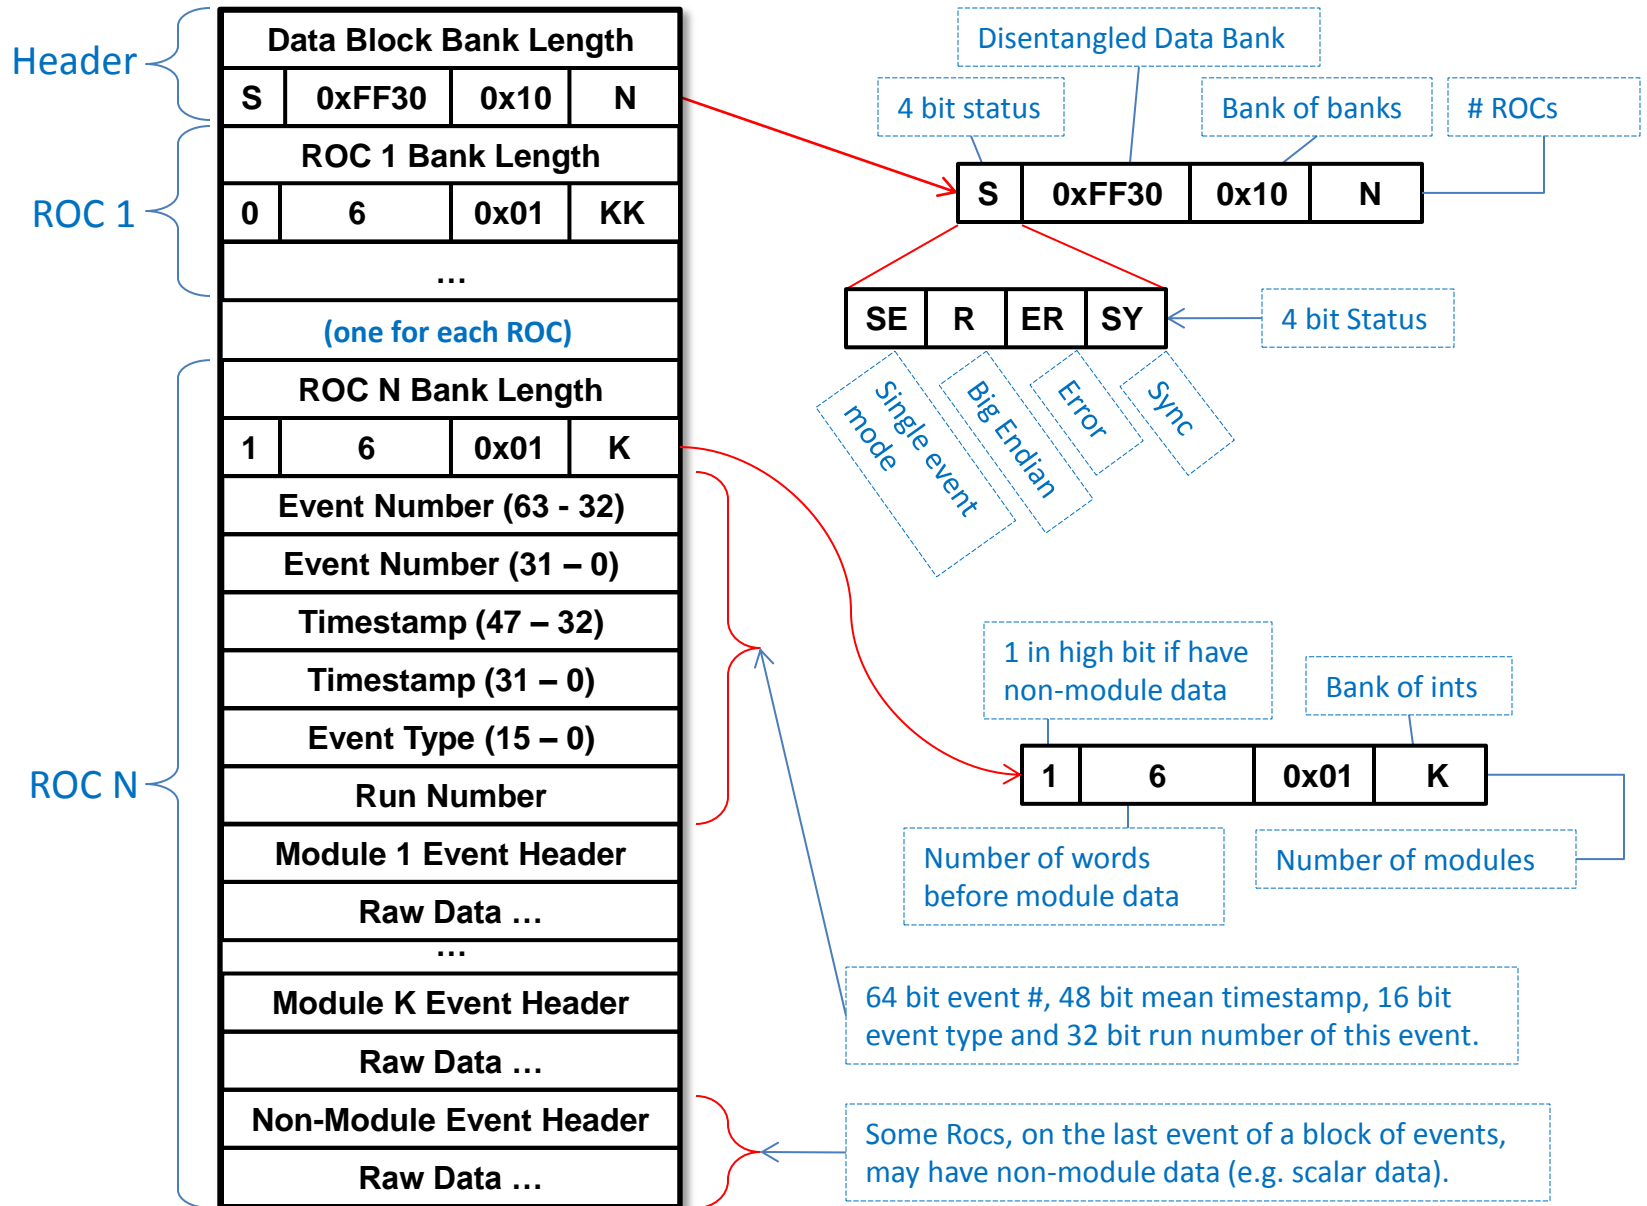 Header
Data Block Bank Length
S 0xFF30 0x10 N
ROC 1
ROC 1 Bank Length
0 6 0x01 KK
...
(one for each ROC)
ROC N
ROC N Bank Length
1 6 0x01 K
Event Number (63 - 32)
Event Number (31 – 0)
Timestamp (47 – 32)
Timestamp (31 – 0)
Event Type (15 – 0)
Run Number
Module 1 Event Header
Raw Data ...
...
Module K Event Header
Raw Data ...
Non-Module Event Header
Raw Data ...
Disentangled Data Bank
4 bit status
Bank of banks
# ROCs
S 0xFF30 0x10 N
SE R ER SY
4 bit Status
Single event
mode
Big Endian
Error
Sync
1 in high bit if have
non-module data
Bank of ints
1 6 0x01 K
Number of words
before module data
Number of modules
64 bit event #, 48 bit mean timestamp, 16 bit
event type and 32 bit run number of this event.
Some Rocs, on the last event of a block of events,
may have non-module data (e.g. scalar data).